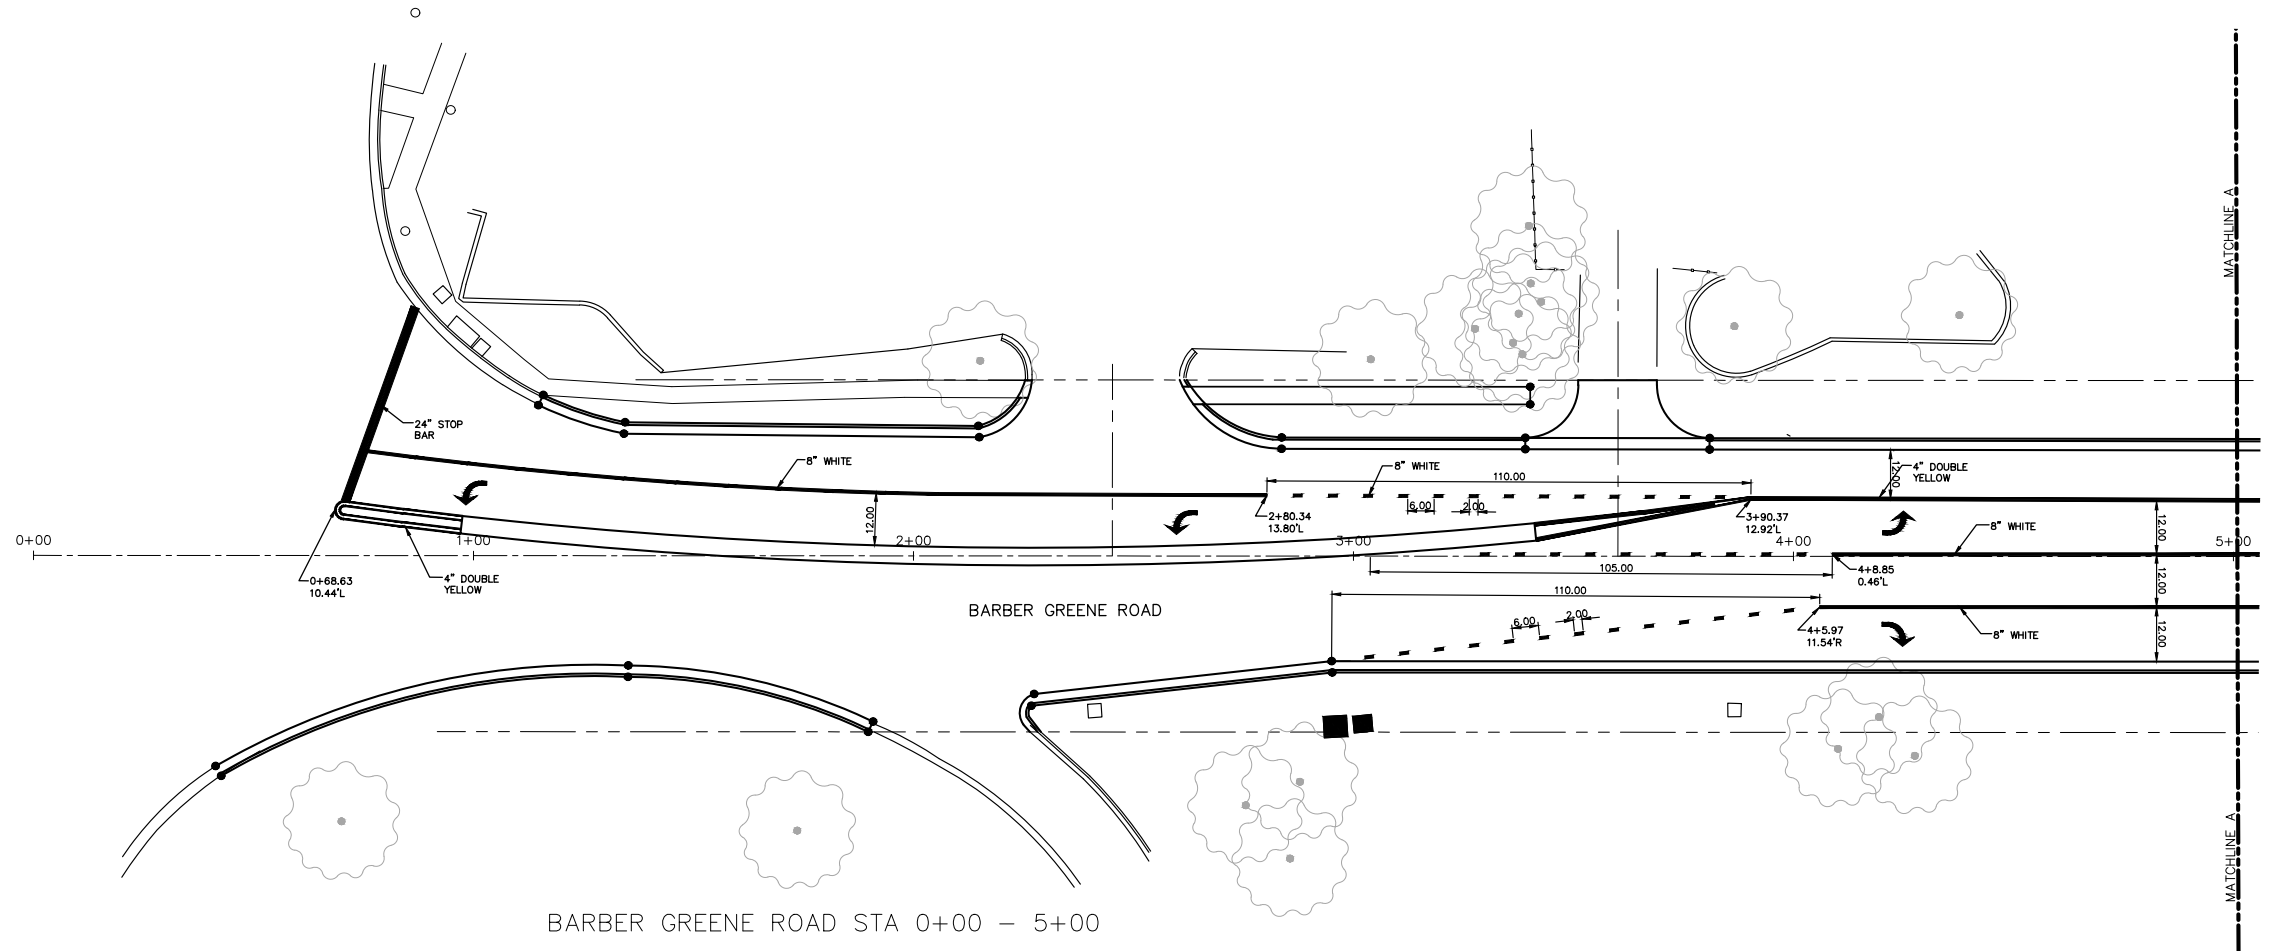 MATCHLINE A
24" STOP
BAR
8" WHITE
8" WHITE
110.00
12.00
4" DOUBLE
YELLOW
6.00
2.00
12.00
2+80.34
13.80'L
3+90.37
12.92'L
8" WHITE
12.00
0+00
1+00
2+00
3+00
4+00
5+00
0+68.63
10.44'L
4" DOUBLE
YELLOW
105.00
4+8.85
0.46'L
12.00
BARBER GREENE ROAD
110.00
6.00
2.00
4+5.97
11.54'R
8" WHITE
12.00
MATCHLINE A
BARBER GREENE ROAD STA 0+00 - 5+00